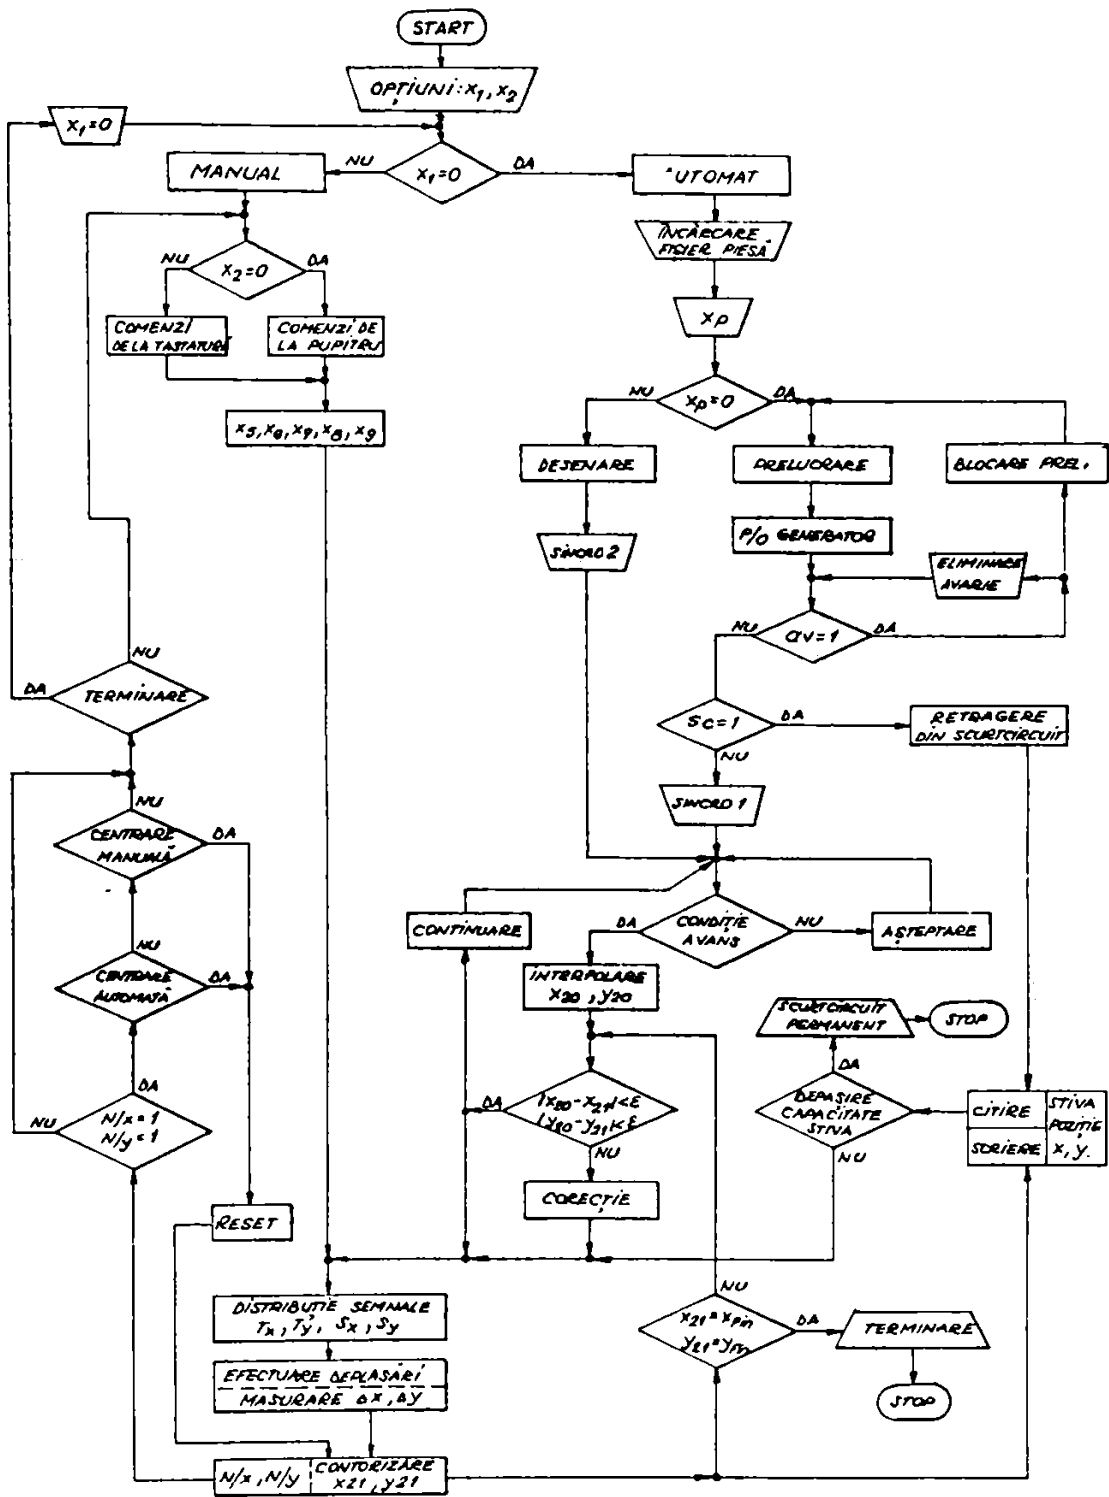 START
OPȚIUNI: x1, x2
x1=0
MANUAL
NU
x1=0
DA
UTOMAT
ÎNCĂRCARE
FIȘIER PIESĂ
NU
x2=0
DA
xp
COMENZI
DE LA TASTATURĂ
COMENZI DE
LA PUPITRU
NU
xp=0
DA
x5, x6, x7, x8, x9
DESENARE
PRELUCRARE
BLOCARE PREL.
P/O GENERATOR
SINCRO 2
ELIMINARE
AVARIE
NU
av=1
DA
NU
DA
TERMINARE
sc=1
DA
RETRAGERE
DIN SCURTCIRCUIT
NU
SINCRO 1
NU
CENTRARE
MANUALĂ
DA
CONTINUARE
DA
CONDIȚIE
AVANS
NU
AȘTEPTARE
NU
CENTRARE
AUTOMATĂ
DA
INTERPOLARE
x20, y20
SCURTCIRCUIT
PERMANENT
STOP
DA
DA
N/x=1
N/y=1
NU
DA
|x20-x21|<ε
|y20-y21|<ε
NU
DEPASIRE
CAPACITATE
STIVA
NU
CITIRE
SCRIERE
STIVA
POZIȚIE
x, y.
CORECȚIE
RESET
DISTRIBUTIE SEMNALE
Tx, Ty, Sx, Sy
NU
x21=xfin
y21=yfin
DA
TERMINARE
EFECTUARE DEPLASĂRI
MASURARE Δx, Δy
STOP
N/x, N/y
CONTORIZARE
x21, y21